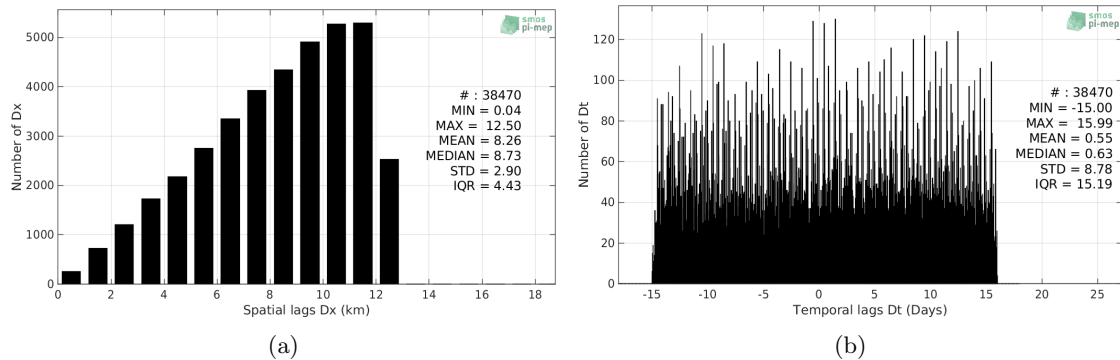 smos
pi-mep
5000
4000
3000
2000
1000
0
Number of Dx
# : 38470
MIN = 0.04
MAX = 12.50
MEAN = 8.26
MEDIAN = 8.73
STD = 2.90
IQR = 4.43
0 2 4 6 8 10 12 14 16 18
Spatial lags Dx (km)
(a)
smos
pi-mep
120
100
80
60
40
20
0
Number of Dt
# : 38470
MIN = -15.00
MAX = 15.99
MEAN = 0.55
MEDIAN = 0.63
STD = 8.78
IQR = 15.19
-15 -10 -5 0 5 10 15 20 25
Temporal lags Dt (Days)
(b)